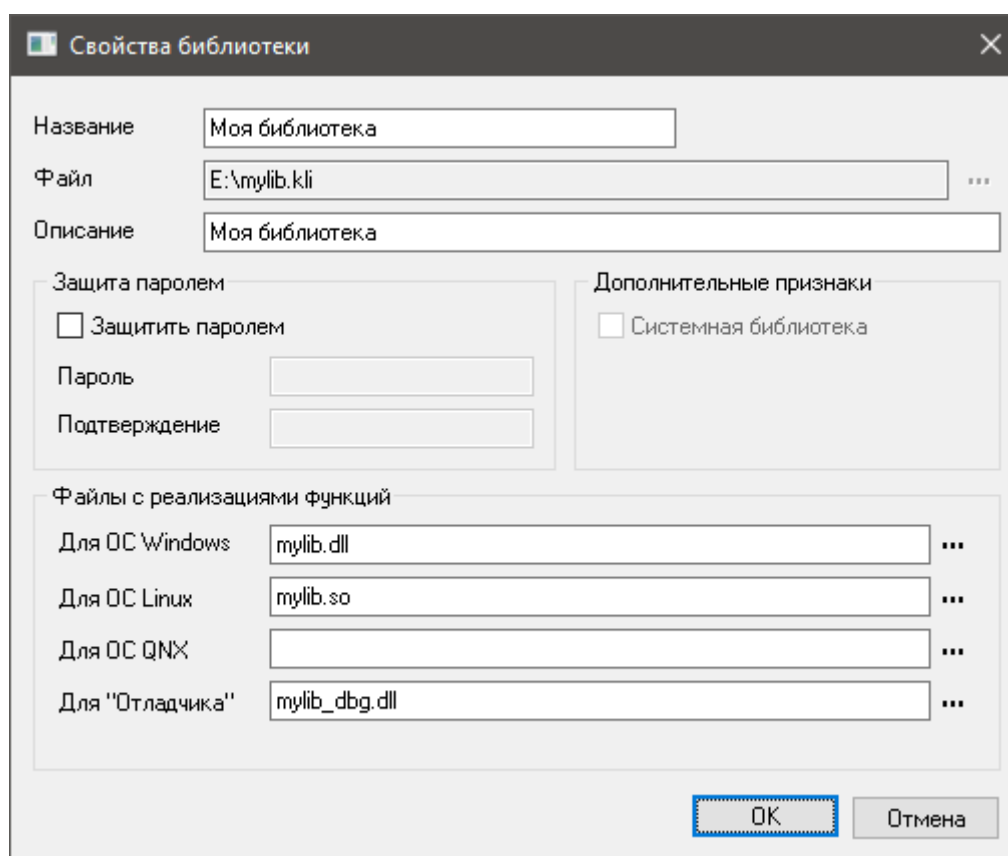 Свойства библиотеки
Название Моя библиотека
Файл E:\mylib.kli ...
Описание Моя библиотека
Защита паролем Дополнительные признаки
Защитить паролем Системная библиотека
Пароль
Подтверждение
Файлы с реализациями функций
Для ОС Windows mylib.dll ...
Для ОС Linux mylib.so ...
Для ОС QNX ...
Для "Отладчика" mylib_dbg.dll ...
OK Отмена